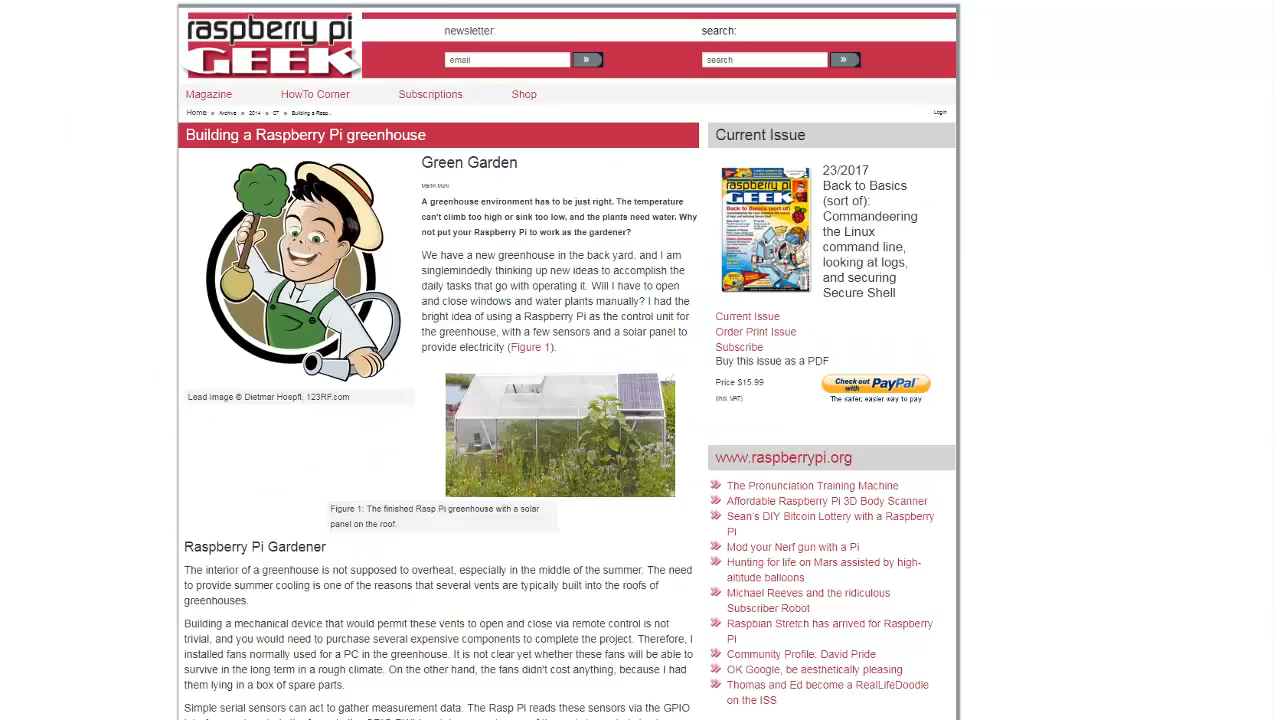 raspberry pi
GEEK
newsletter:
search:
email
»
search
»
Magazine
HowTo Corner
Subscriptions
Shop
Home » Archive » 2014 » 07 » Building a Rasp...
Login
Building a Raspberry Pi greenhouse
Lead Image © Dietmar Hoepfl, 123RF.com
Green Garden
A greenhouse environment has to be just right. The temperature
can't climb too high or sink too low, and the plants need water. Why
not put your Raspberry Pi to work as the gardener?
We have a new greenhouse in the back yard, and I am
singlemindedly thinking up new ideas to accomplish the
daily tasks that go with operating it. Will I have to open
and close windows and water plants manually? I had the
bright idea of using a Raspberry Pi as the control unit for
the greenhouse, with a few sensors and a solar panel to
provide electricity (Figure 1).
Figure 1: The finished Rasp Pi greenhouse with a solar
panel on the roof.
Raspberry Pi Gardener
The interior of a greenhouse is not supposed to overheat, especially in the middle of the summer. The need
to provide summer cooling is one of the reasons that several vents are typically built into the roofs of
greenhouses.
Building a mechanical device that would permit these vents to open and close via remote control is not
trivial, and you would need to purchase several expensive components to complete the project. Therefore, I
installed fans normally used for a PC in the greenhouse. It is not clear yet whether these fans will be able to
survive in the long term in a rough climate. On the other hand, the fans didn't cost anything, because I had
them lying in a box of spare parts.
Simple serial sensors can act to gather measurement data. The Rasp Pi reads these sensors via the GPIO
Current Issue
raspberry pi
GEEK
Back to Basics (sort of)
23/2017
Back to Basics
(sort of):
Commandeering
the Linux
command line,
looking at logs,
and securing
Secure Shell
Current Issue
Order Print Issue
Subscribe
Buy this issue as a PDF
Price $15.99
(incl. VAT)
Check out
with PayPal
The safer, easier way to pay
www.raspberrypi.org
The Pronunciation Training Machine
Affordable Raspberry Pi 3D Body Scanner
Sean's DIY Bitcoin Lottery with a Raspberry
Pi
Mod your Nerf gun with a Pi
Hunting for life on Mars assisted by high-
altitude balloons
Michael Reeves and the ridiculous
Subscriber Robot
Raspbian Stretch has arrived for Raspberry
Pi
Community Profile: David Pride
OK Google, be aesthetically pleasing
Thomas and Ed become a RealLifeDoodle
on the ISS